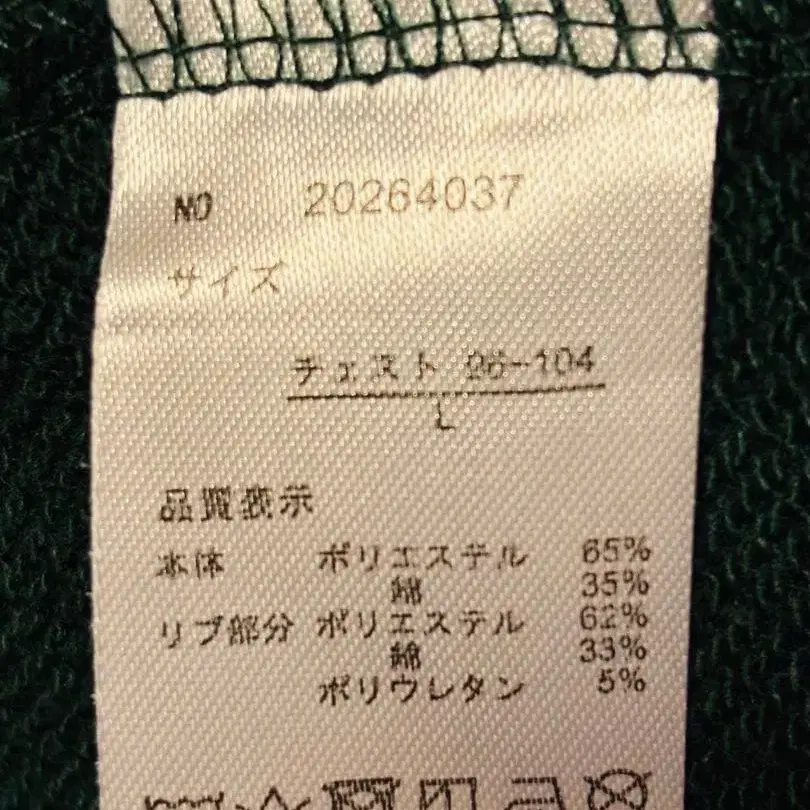 NO 20264037
サイズ
チェスト 96-104
L
品質表示
本体 ポリエステル 65%
綿 35%
リブ部分 ポリエステル 62%
綿 33%
ポリウレタン 5%